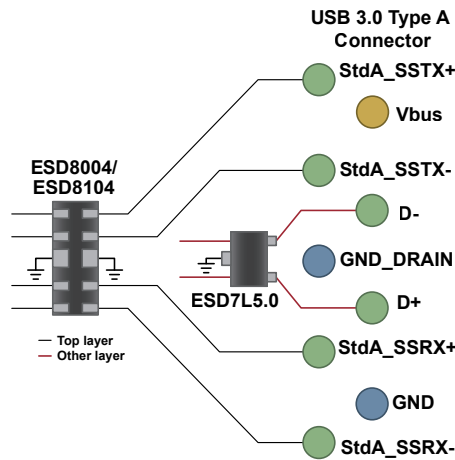 USB 3.0 Type A
Connector
StdA_SSTX+
Vbus
ESD8004/
ESD8104
StdA_SSTX-
D-
GND_DRAIN
ESD7L5.0
D+
Top layer
Other layer
StdA_SSRX+
GND
StdA_SSRX-